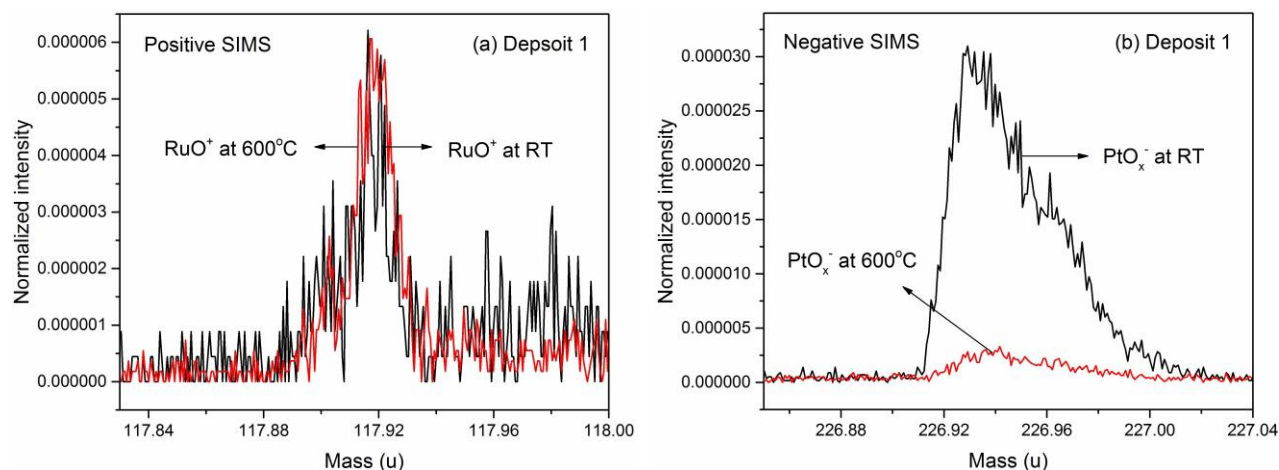 Positive SIMS (a) Depsoit 1
RuO⁺ at 600°C
RuO⁺ at RT
Normalized intensity
0.000006
0.000005
0.000004
0.000003
0.000002
0.000001
0.000000
117.84 117.88 117.92 117.96 118.00
Mass (u)
Negative SIMS (b) Deposit 1
PtOₓ⁻ at RT
PtOₓ⁻ at 600°C
Normalized intensity
0.000030
0.000025
0.000020
0.000015
0.000010
0.000005
0.000000
226.88 226.92 226.96 227.00 227.04
Mass (u)